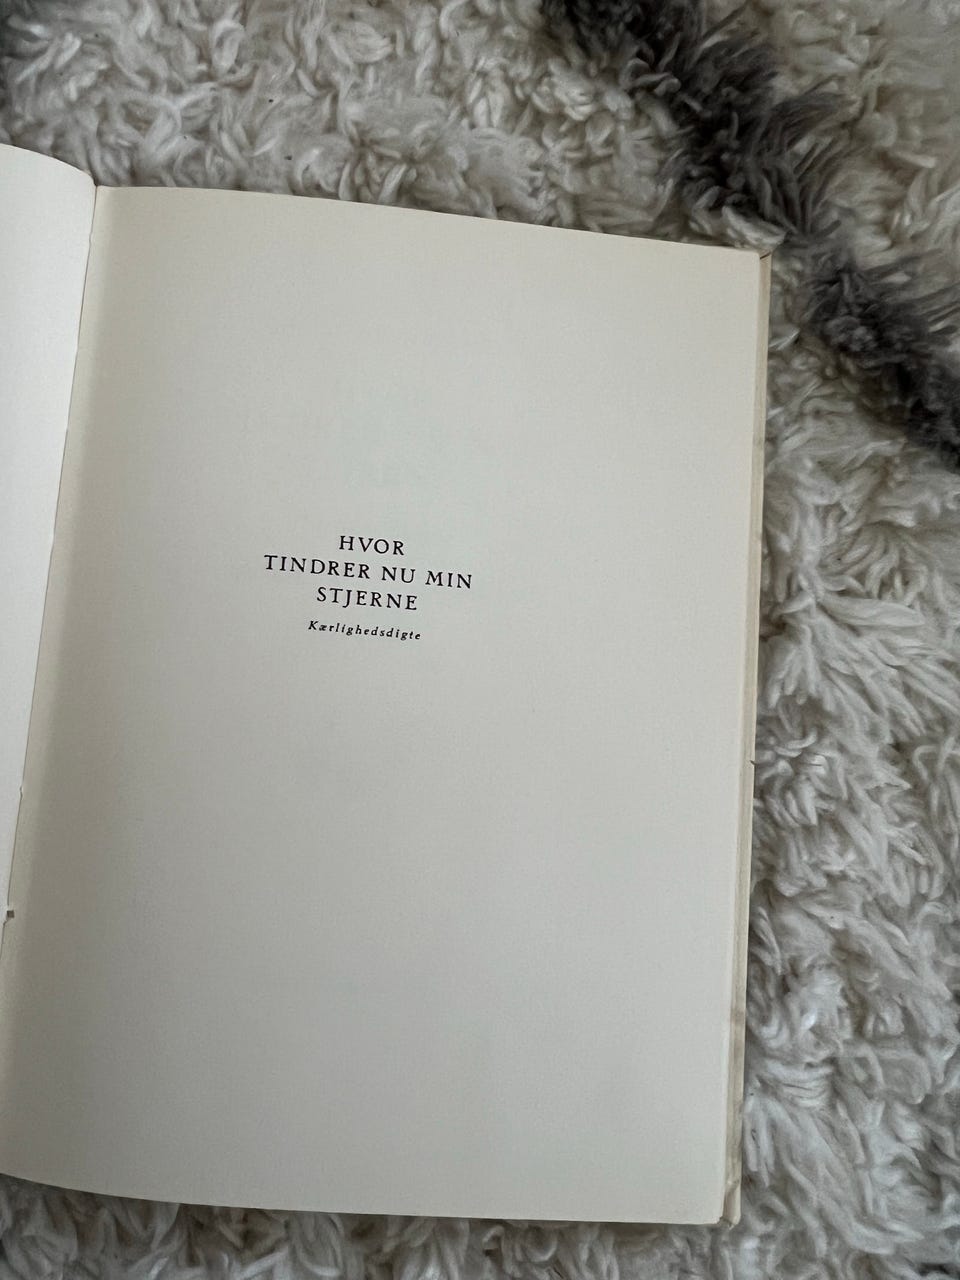 HVOR
TINDRER NU MIN
STJERNE
Kærlighedsdigte